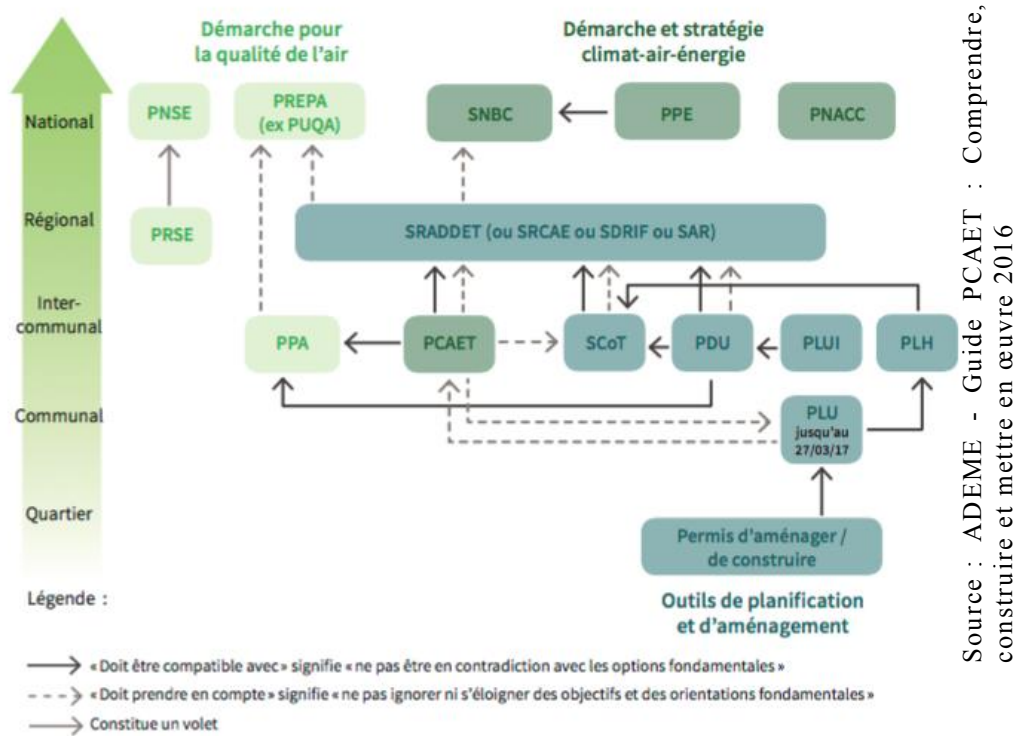 Démarche pour
la qualité de l'air
Démarche et stratégie
climat-air-énergie
National
PNSE
PREPA
(ex PUQA)
SNBC
PPE
PNACC
Régional
PRSE
SRADDET (ou SRCAE ou SDRIF ou SAR)
Inter-
communal
PPA
PCAET
SCoT
PDU
PLUI
PLH
Communal
PLU
jusqu'au
27/03/17
Quartier
Permis d'aménager /
de construire
Outils de planification
et d'aménagement
Légende :
« Doit être compatible avec » signifie « ne pas être en contradiction avec les options fondamentales »
« Doit prendre en compte » signifie « ne pas ignorer ni s'éloigner des objectifs et des orientations fondamentales »
Constitue un volet
Source : ADEME - Guide PCAET : Comprendre,
construire et mettre en œuvre 2016